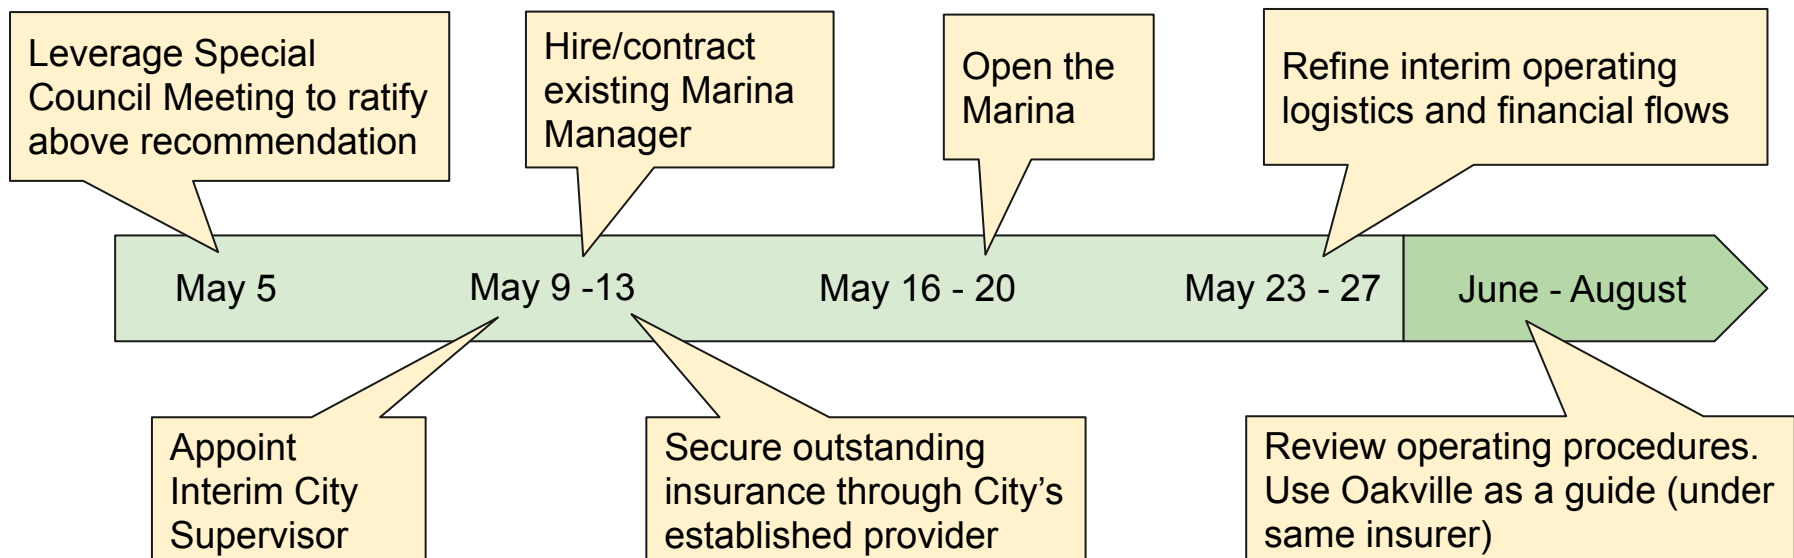 Leverage Special
Council Meeting to ratify
above recommendation
Hire/contract
existing Marina
Manager
Open the
Marina
Refine interim operating
logistics and financial flows
May 5
May 9 -13
May 16 - 20
May 23 - 27
June - August
Appoint
Interim City
Supervisor
Secure outstanding
insurance through City’s
established provider
Review operating procedures.
Use Oakville as a guide (under
same insurer)